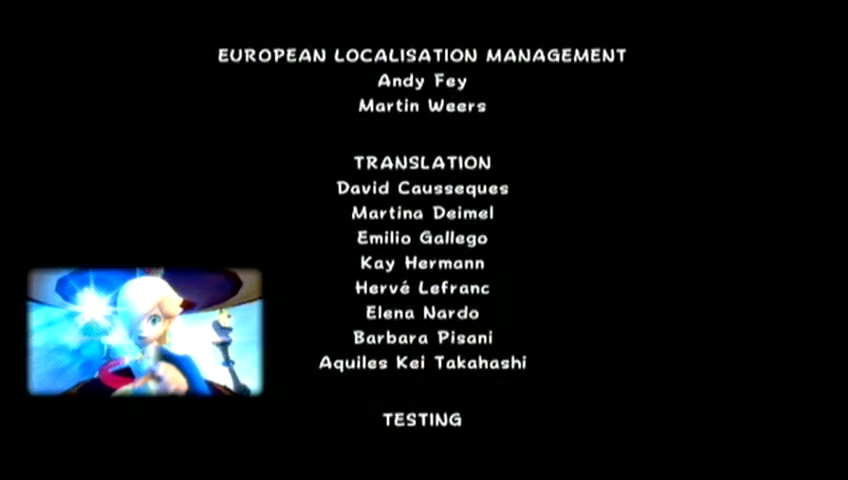 EUROPEAN LOCALISATION MANAGEMENT
Andy Fey
Martin Weers
TRANSLATION
David Causseques
Martina Deimel
Emilio Gallego
Kay Hermann
Hervé Lefranc
Elena Nardo
Barbara Pisani
Aquiles Kei Takahashi
TESTING